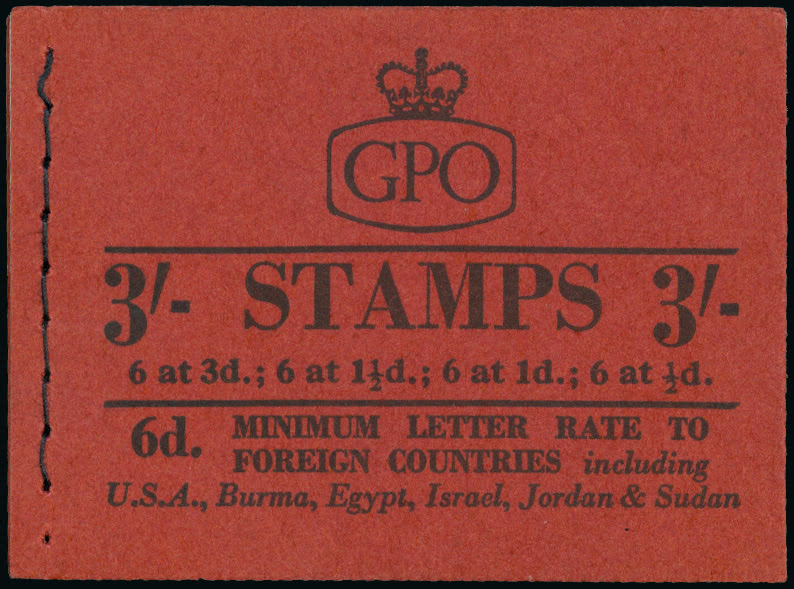 GPO
3/- STAMPS 3/-
6 at 3d.; 6 at 1½d.; 6 at 1d.; 6 at ½d.
6d. MINIMUM LETTER RATE TO
FOREIGN COUNTRIES including
U.S.A., Burma, Egypt, Israel, Jordan & Sudan